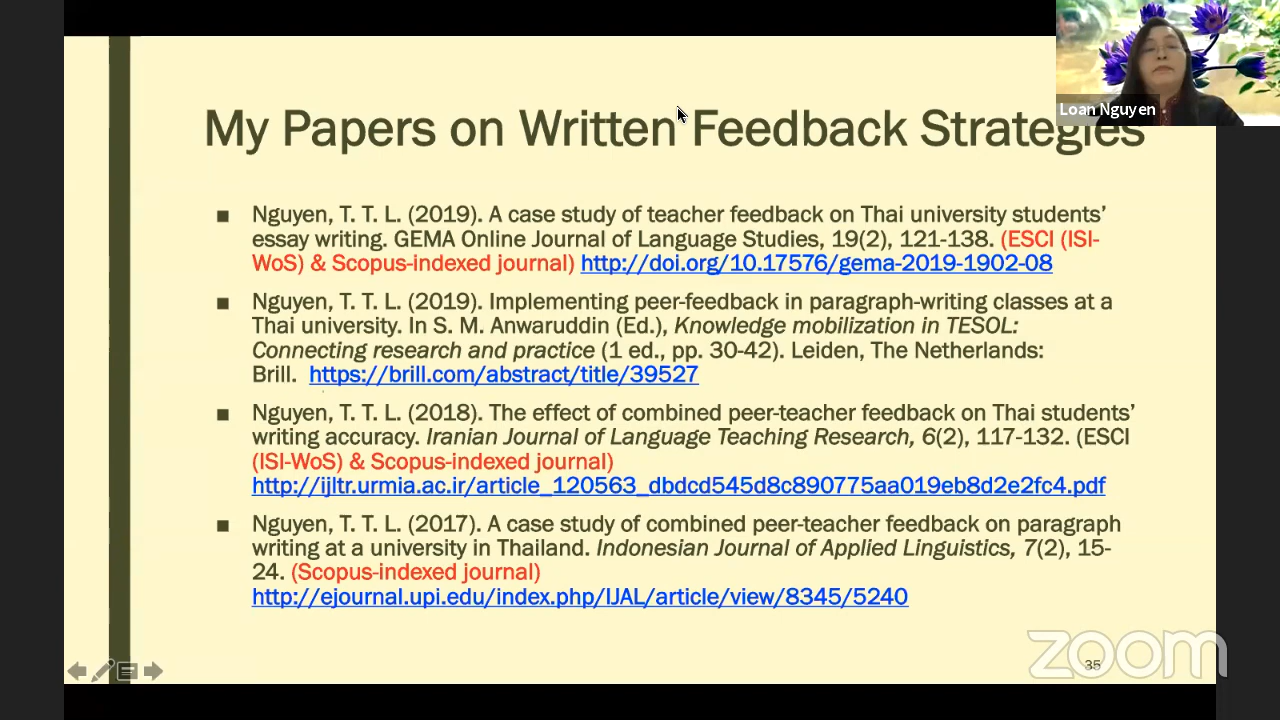 Loan Nguyen
My Papers on Written Feedback Strategies
■ Nguyen, T. T. L. (2019). A case study of teacher feedback on Thai university students’
essay writing. GEMA Online Journal of Language Studies, 19(2), 121-138. (ESCI (ISI-
WoS) & Scopus-indexed journal) http://doi.org/10.17576/gema-2019-1902-08
■ Nguyen, T. T. L. (2019). Implementing peer-feedback in paragraph-writing classes at a
Thai university. In S. M. Anwaruddin (Ed.), Knowledge mobilization in TESOL:
Connecting research and practice (1 ed., pp. 30-42). Leiden, The Netherlands:
Brill. https://brill.com/abstract/title/39527
■ Nguyen, T. T. L. (2018). The effect of combined peer-teacher feedback on Thai students’
writing accuracy. Iranian Journal of Language Teaching Research, 6(2), 117-132. (ESCI
(ISI-WoS) & Scopus-indexed journal)
http://ijltr.urmia.ac.ir/article_120563_dbdcd545d8c890775aa019eb8d2e2fc4.pdf
■ Nguyen, T. T. L. (2017). A case study of combined peer-teacher feedback on paragraph
writing at a university in Thailand. Indonesian Journal of Applied Linguistics, 7(2), 15-
24. (Scopus-indexed journal)
http://ejournal.upi.edu/index.php/IJAL/article/view/8345/5240
zoom
35